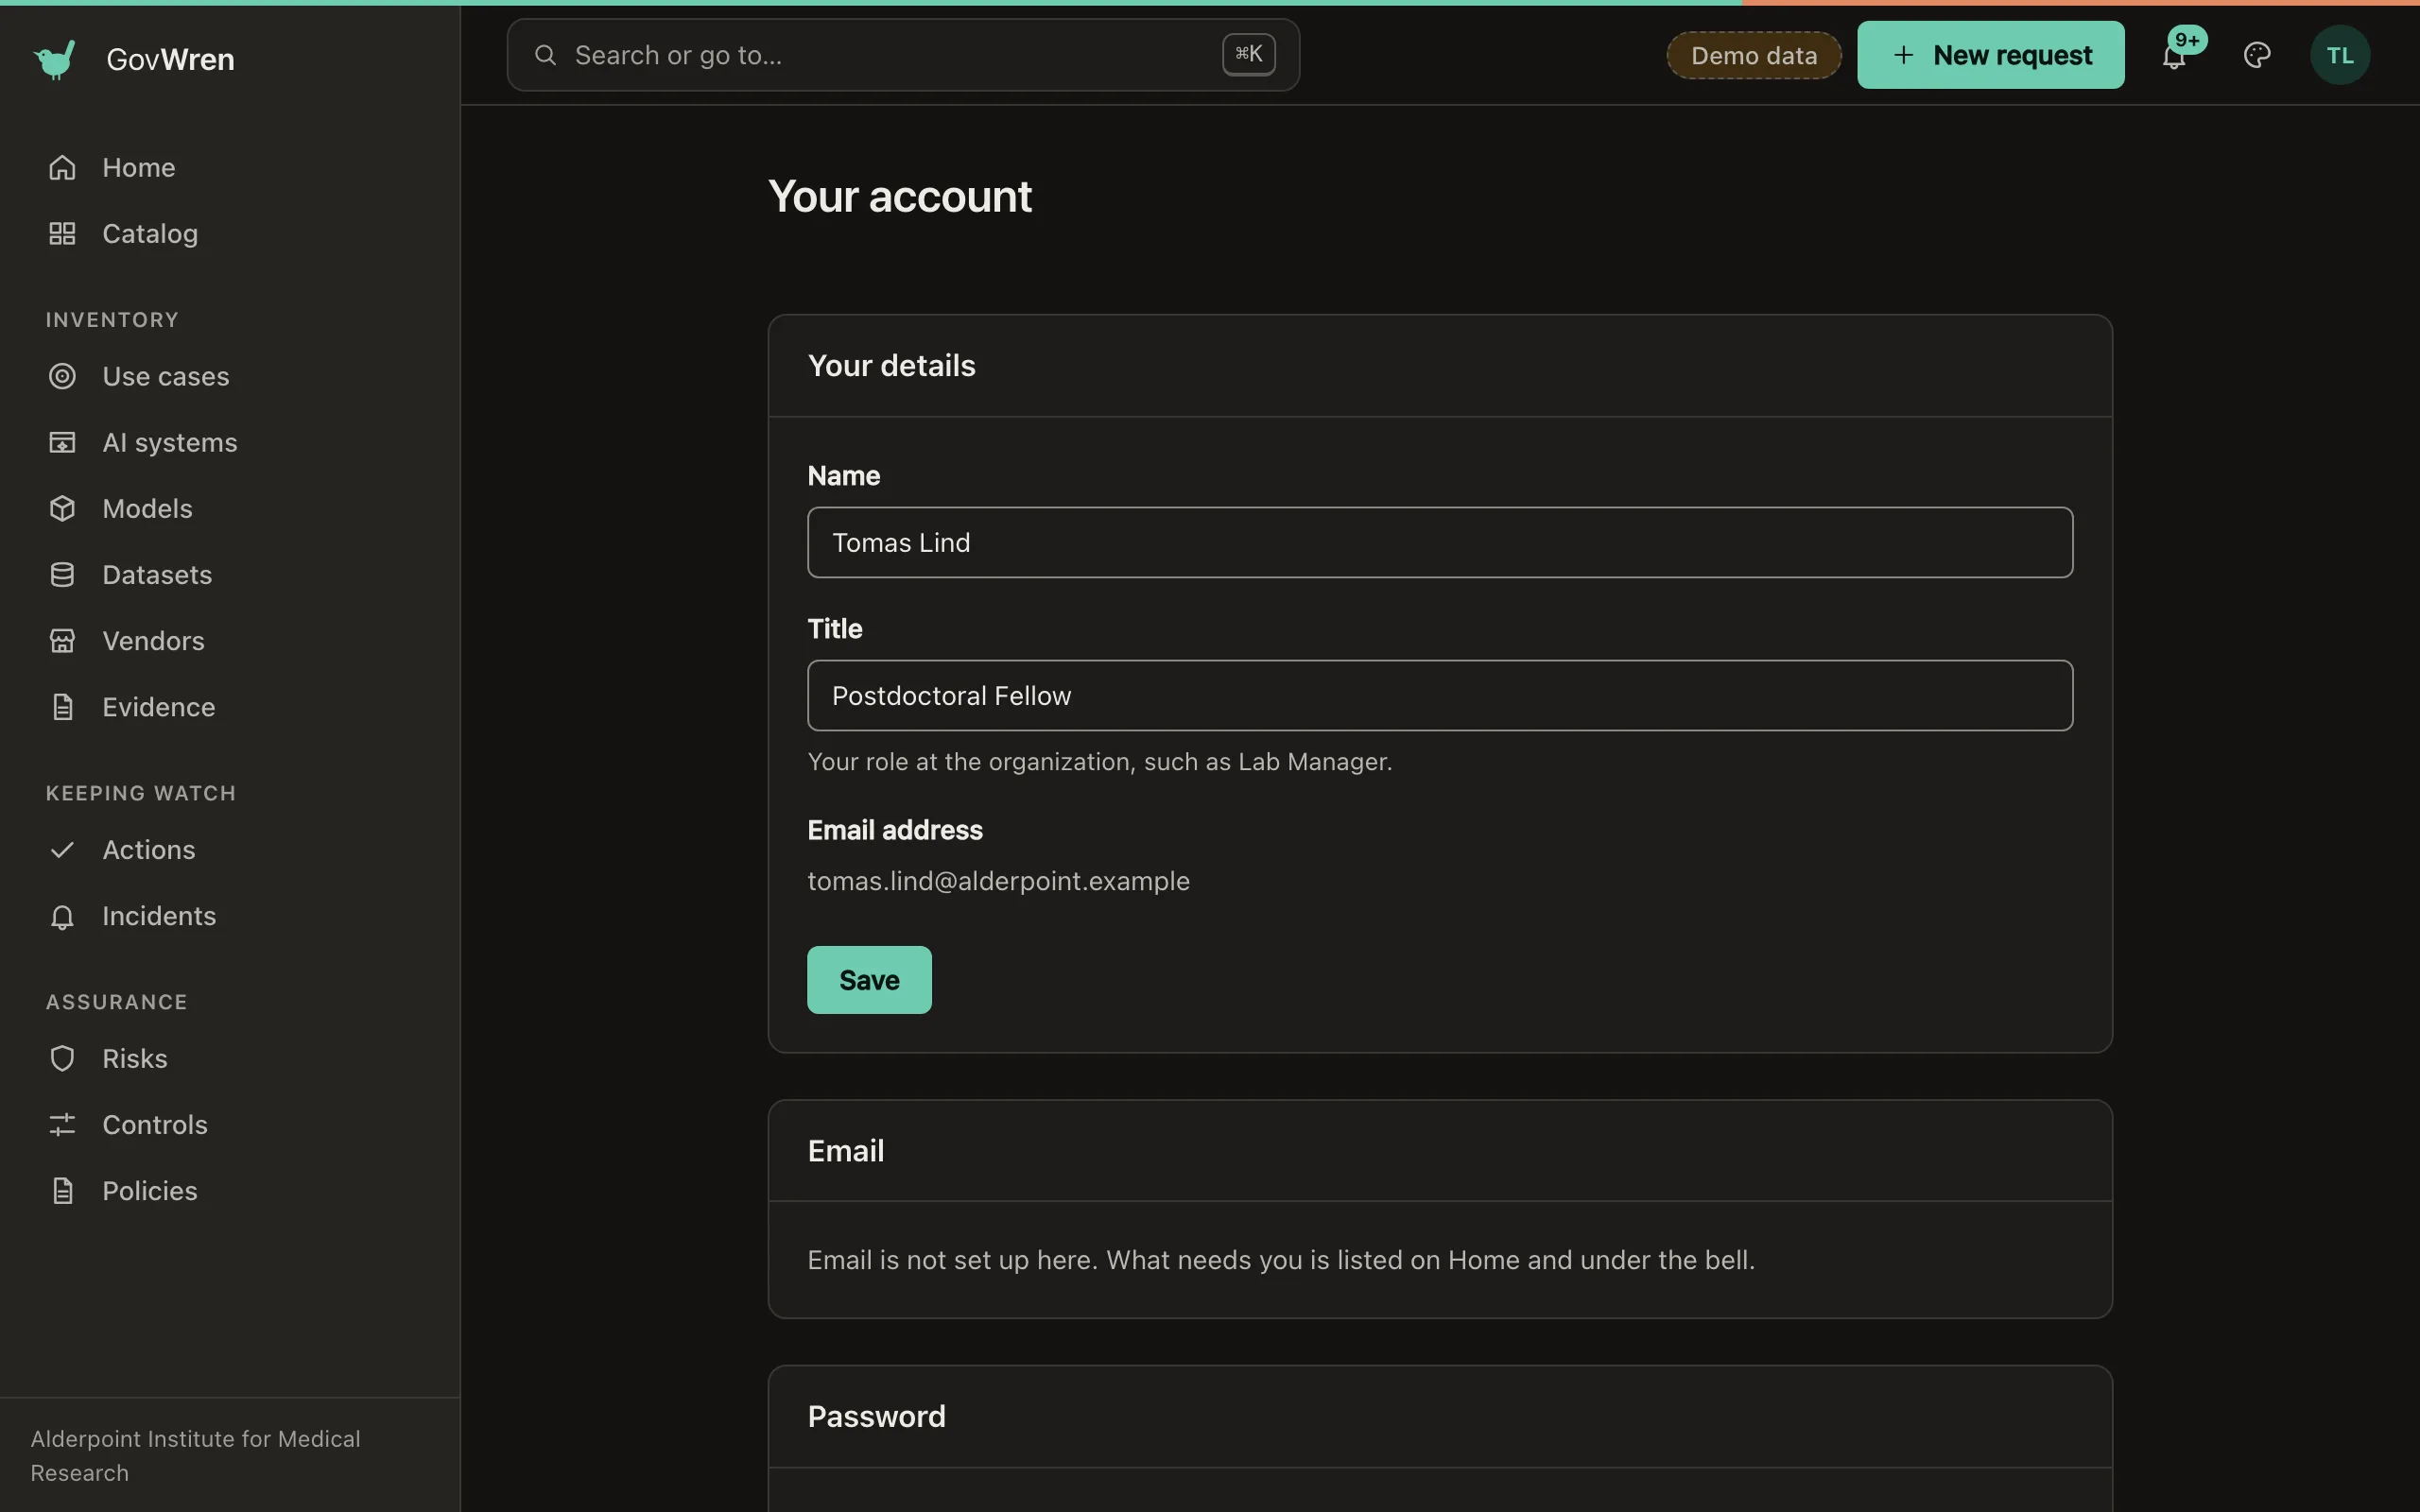 GovWren
Search or go to...
⌘K
Demo data
New request
9+
TL
Home
Catalog
INVENTORY
Use cases
AI systems
Models
Datasets
Vendors
Evidence
KEEPING WATCH
Actions
Incidents
ASSURANCE
Risks
Controls
Policies
Alderpoint Institute for Medical
Research
Your account
Your details
Name
Tomas Lind
Title
Postdoctoral Fellow
Your role at the organization, such as Lab Manager.
Email address
tomas.lind@alderpoint.example
Save
Email
Email is not set up here. What needs you is listed on Home and under the bell.
Password